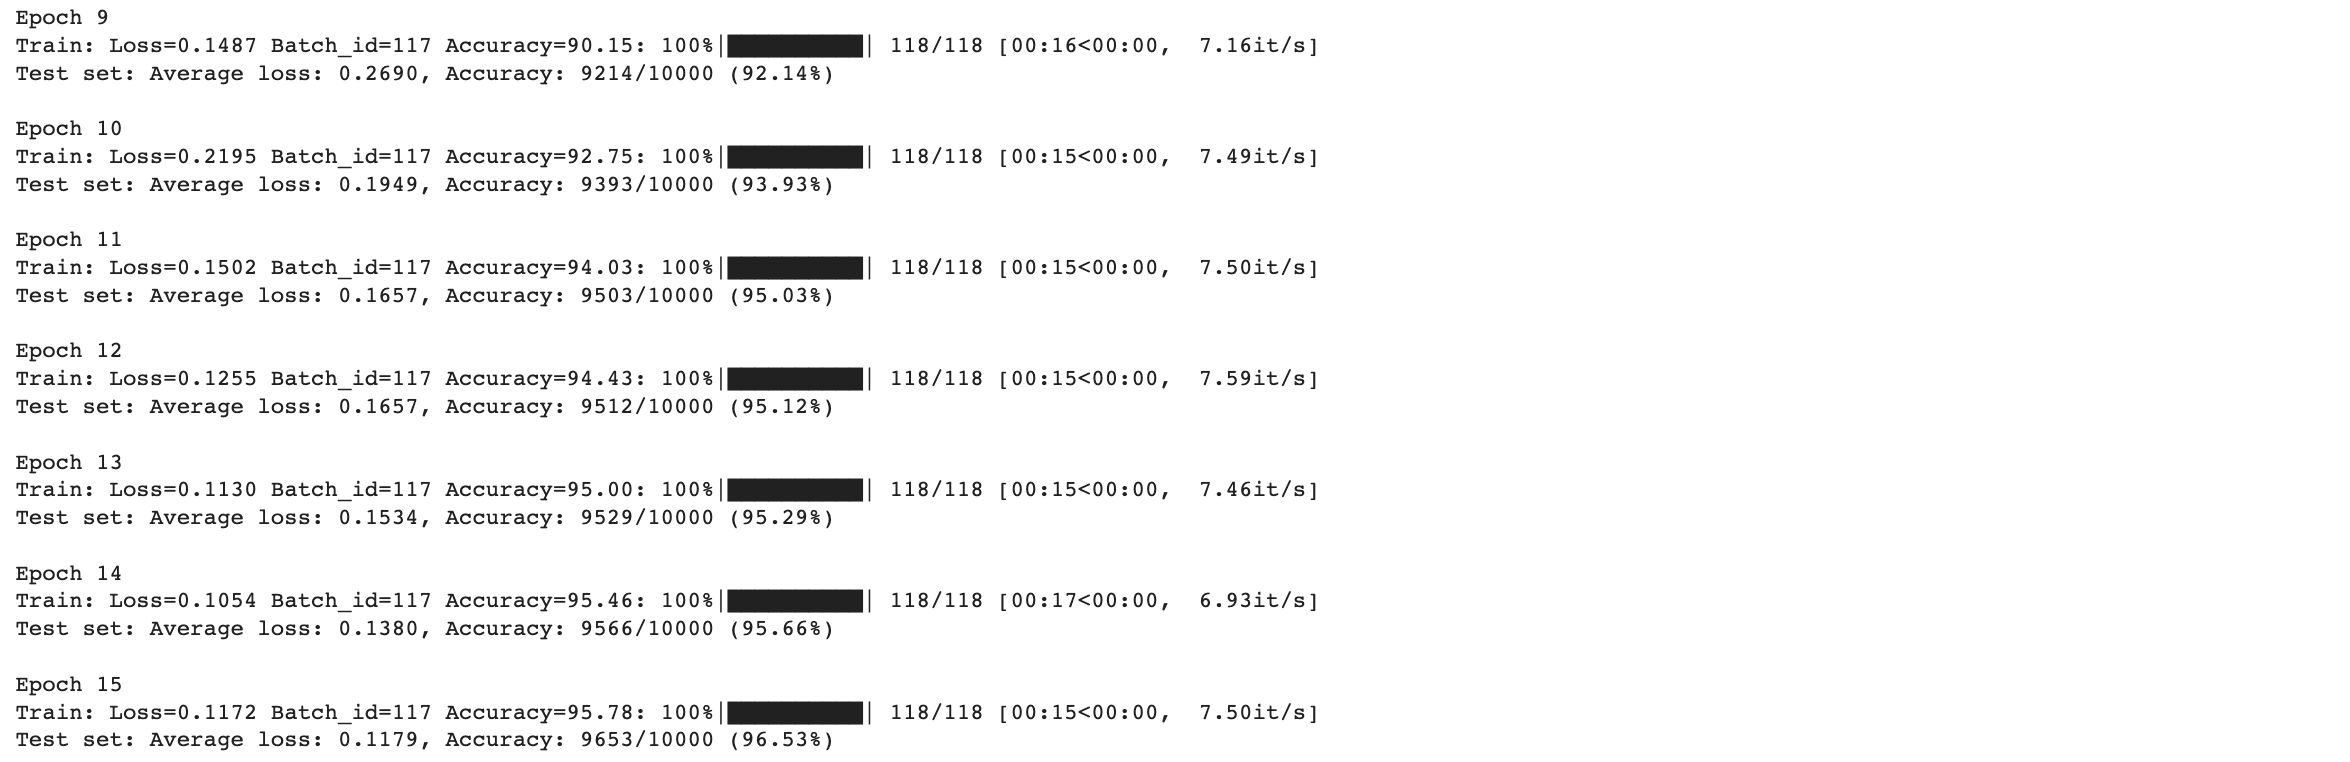 Epoch 9
Train: Loss=0.1487 Batch_id=117 Accuracy=90.15: 100%|██████████| 118/118 [00:16<00:00,  7.16it/s]
Test set: Average loss: 0.2690, Accuracy: 9214/10000 (92.14%)
Epoch 10
Train: Loss=0.2195 Batch_id=117 Accuracy=92.75: 100%|██████████| 118/118 [00:15<00:00,  7.49it/s]
Test set: Average loss: 0.1949, Accuracy: 9393/10000 (93.93%)
Epoch 11
Train: Loss=0.1502 Batch_id=117 Accuracy=94.03: 100%|██████████| 118/118 [00:15<00:00,  7.50it/s]
Test set: Average loss: 0.1657, Accuracy: 9503/10000 (95.03%)
Epoch 12
Train: Loss=0.1255 Batch_id=117 Accuracy=94.43: 100%|██████████| 118/118 [00:15<00:00,  7.59it/s]
Test set: Average loss: 0.1657, Accuracy: 9512/10000 (95.12%)
Epoch 13
Train: Loss=0.1130 Batch_id=117 Accuracy=95.00: 100%|██████████| 118/118 [00:15<00:00,  7.46it/s]
Test set: Average loss: 0.1534, Accuracy: 9529/10000 (95.29%)
Epoch 14
Train: Loss=0.1054 Batch_id=117 Accuracy=95.46: 100%|██████████| 118/118 [00:17<00:00,  6.93it/s]
Test set: Average loss: 0.1380, Accuracy: 9566/10000 (95.66%)
Epoch 15
Train: Loss=0.1172 Batch_id=117 Accuracy=95.78: 100%|██████████| 118/118 [00:15<00:00,  7.50it/s]
Test set: Average loss: 0.1179, Accuracy: 9653/10000 (96.53%)